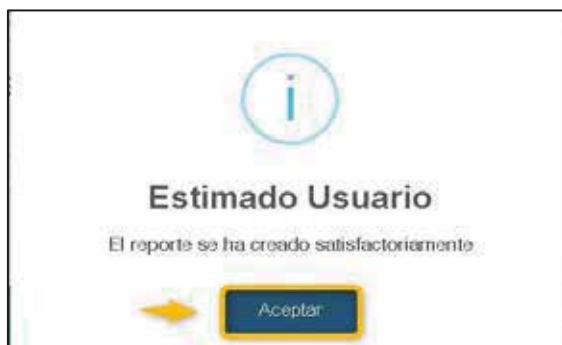 Estimado Usuario
El reporte se ha creado satisfactoriamente
Aceptar